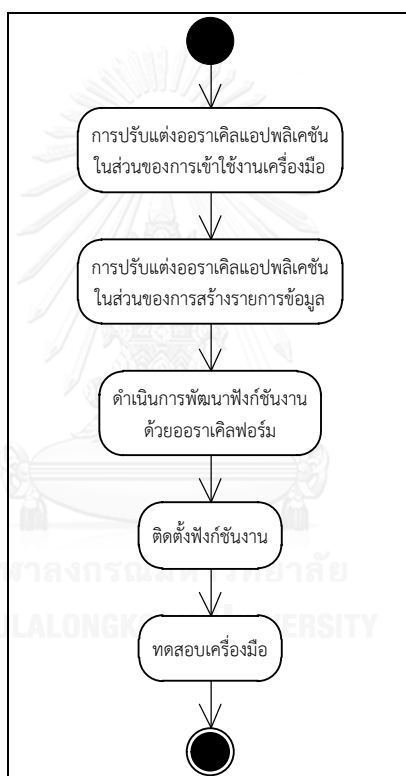 การปรับแต่งออราเคิลแอปพลิเคชัน
ในส่วนของการเข้าใช้งานเครื่องมือ
การปรับแต่งออราเคิลแอปพลิเคชัน
ในส่วนของการสร้างรายการข้อมูล
ดำเนินการพัฒนาฟังก์ชันงาน
ด้วยออราเคิลฟอร์ม
ติดตั้งฟังก์ชันงาน
ทดสอบเครื่องมือ